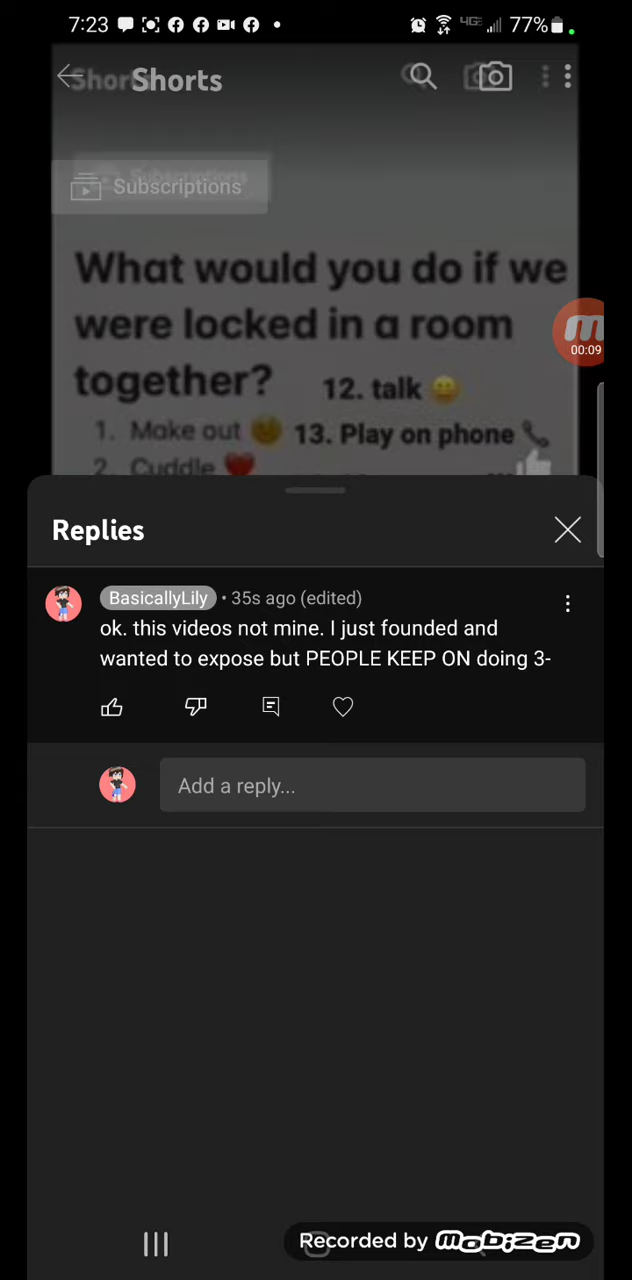 7:23
4G
77%
Shorts
Subscriptions
What would you do if we
were locked in a room
together?
12. talk 😀
1. Make out
13. Play on phone 📞
2. Cuddle ❤️
00:09
Replies
BasicallyLily • 35s ago (edited)
ok. this videos not mine. I just founded and
wanted to expose but PEOPLE KEEP ON doing 3-
Add a reply...
Recorded by mobizen